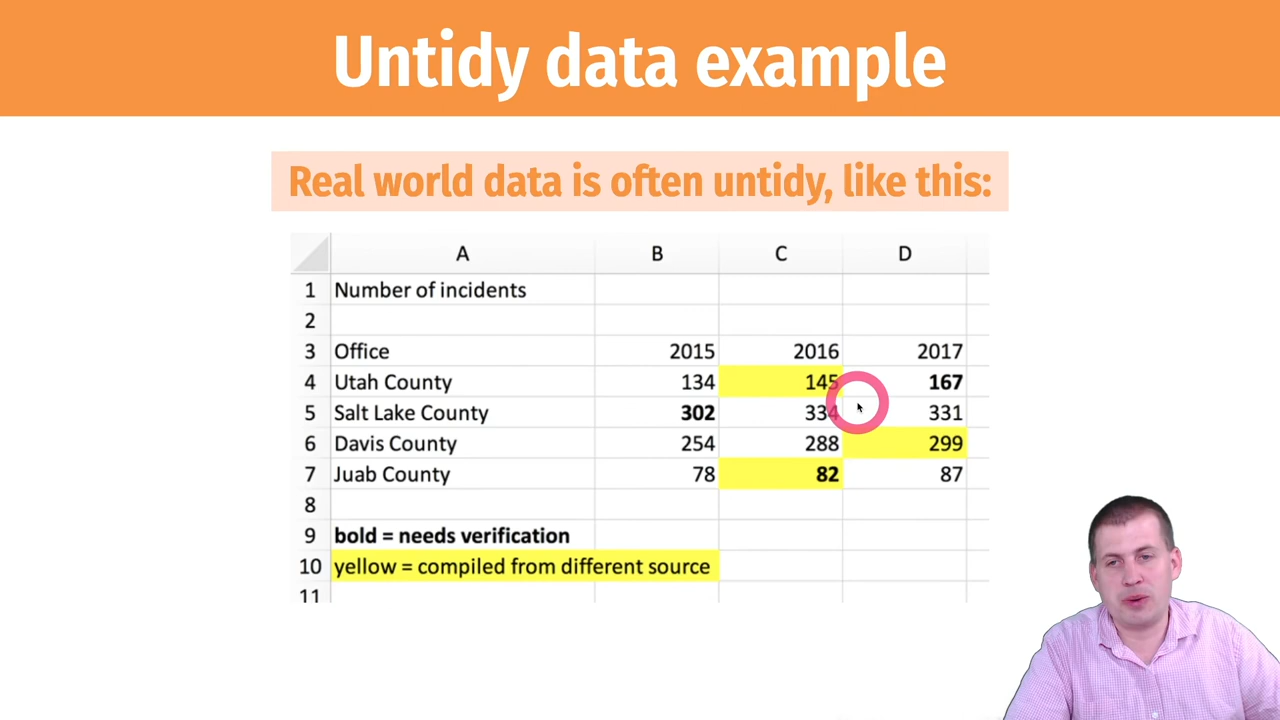 Untidy data example
Real world data is often untidy, like this:
A B C D
1 Number of incidents
2
3 Office 2015 2016 2017
4 Utah County 134 145 167
5 Salt Lake County 302 334 331
6 Davis County 254 288 299
7 Juab County 78 82 87
8
9 bold = needs verification
10 yellow = compiled from different source
11